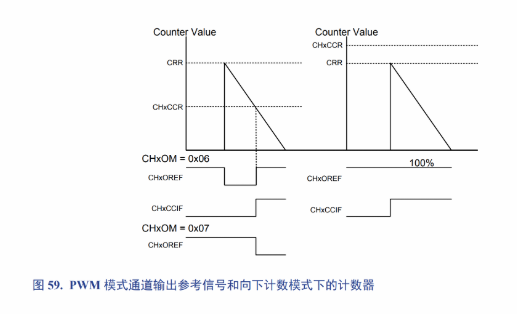 Counter Value
CRR
CHxCCR
CHxOM = 0x06
CHxOREF
CHxCCIF
CHxOM = 0x07
CHxOREF
Counter Value
CHxCCR
CRR
100%
CHxOREF
CHxCCIF
图 59. PWM 模式通道输出参考信号和向下计数模式下的计数器